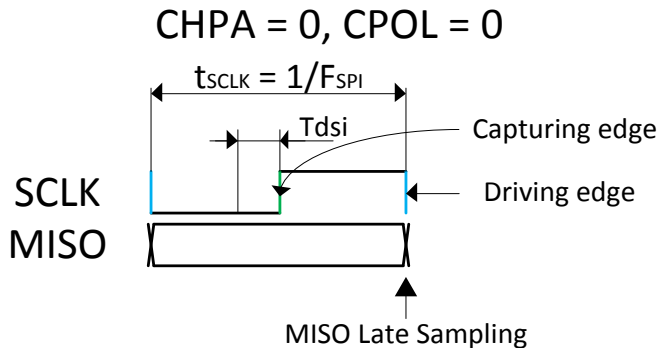 CHPA = 0, CPOL = 0
tSCLK = 1/FSPI
Tdsi
Capturing edge
SCLK
Driving edge
MISO
MISO Late Sampling